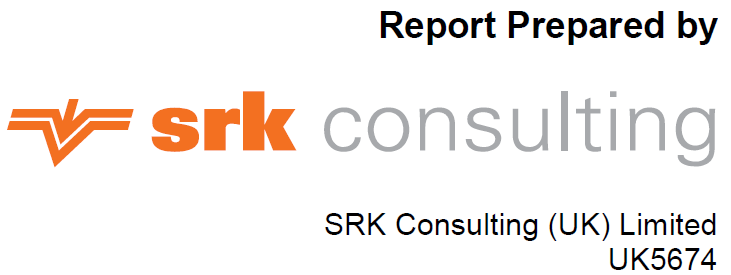 Report Prepared by
srk consulting
SRK Consulting (UK) Limited
UK5674